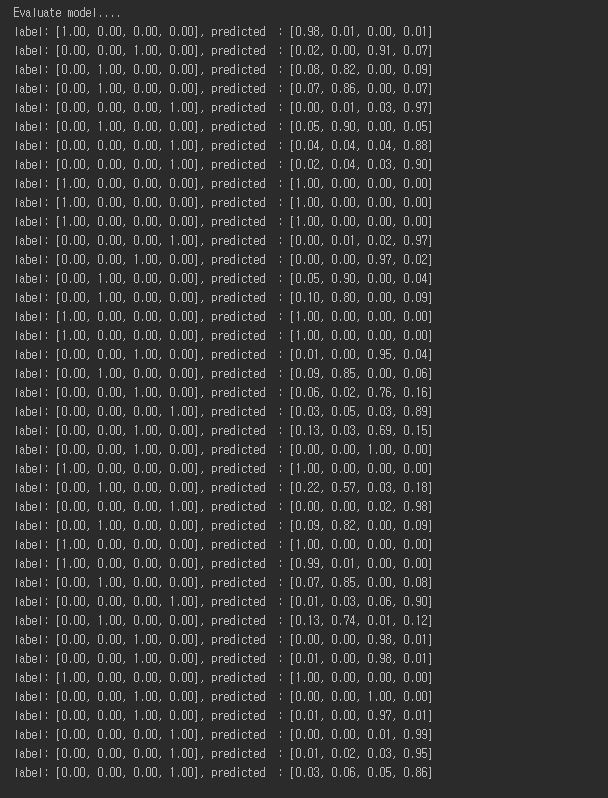 Evaluate model....
label: [1.00, 0.00, 0.00, 0.00], predicted  : [0.98, 0.01, 0.00, 0.01]
label: [0.00, 0.00, 1.00, 0.00], predicted  : [0.02, 0.00, 0.91, 0.07]
label: [0.00, 1.00, 0.00, 0.00], predicted  : [0.08, 0.82, 0.00, 0.09]
label: [0.00, 1.00, 0.00, 0.00], predicted  : [0.07, 0.86, 0.00, 0.07]
label: [0.00, 0.00, 0.00, 1.00], predicted  : [0.00, 0.01, 0.03, 0.97]
label: [0.00, 1.00, 0.00, 0.00], predicted  : [0.05, 0.90, 0.00, 0.05]
label: [0.00, 0.00, 0.00, 1.00], predicted  : [0.04, 0.04, 0.04, 0.88]
label: [0.00, 0.00, 0.00, 1.00], predicted  : [0.02, 0.04, 0.03, 0.90]
label: [1.00, 0.00, 0.00, 0.00], predicted  : [1.00, 0.00, 0.00, 0.00]
label: [1.00, 0.00, 0.00, 0.00], predicted  : [1.00, 0.00, 0.00, 0.00]
label: [1.00, 0.00, 0.00, 0.00], predicted  : [1.00, 0.00, 0.00, 0.00]
label: [0.00, 0.00, 0.00, 1.00], predicted  : [0.00, 0.01, 0.02, 0.97]
label: [0.00, 0.00, 1.00, 0.00], predicted  : [0.00, 0.00, 0.97, 0.02]
label: [0.00, 1.00, 0.00, 0.00], predicted  : [0.05, 0.90, 0.00, 0.04]
label: [0.00, 1.00, 0.00, 0.00], predicted  : [0.10, 0.80, 0.00, 0.09]
label: [1.00, 0.00, 0.00, 0.00], predicted  : [1.00, 0.00, 0.00, 0.00]
label: [1.00, 0.00, 0.00, 0.00], predicted  : [1.00, 0.00, 0.00, 0.00]
label: [0.00, 0.00, 1.00, 0.00], predicted  : [0.01, 0.00, 0.95, 0.04]
label: [0.00, 1.00, 0.00, 0.00], predicted  : [0.09, 0.85, 0.00, 0.06]
label: [0.00, 0.00, 1.00, 0.00], predicted  : [0.06, 0.02, 0.76, 0.16]
label: [0.00, 0.00, 0.00, 1.00], predicted  : [0.03, 0.05, 0.03, 0.89]
label: [0.00, 0.00, 1.00, 0.00], predicted  : [0.13, 0.03, 0.69, 0.15]
label: [0.00, 0.00, 1.00, 0.00], predicted  : [0.00, 0.00, 1.00, 0.00]
label: [1.00, 0.00, 0.00, 0.00], predicted  : [1.00, 0.00, 0.00, 0.00]
label: [0.00, 1.00, 0.00, 0.00], predicted  : [0.22, 0.57, 0.03, 0.18]
label: [0.00, 0.00, 0.00, 1.00], predicted  : [0.00, 0.00, 0.02, 0.98]
label: [0.00, 1.00, 0.00, 0.00], predicted  : [0.09, 0.82, 0.00, 0.09]
label: [1.00, 0.00, 0.00, 0.00], predicted  : [1.00, 0.00, 0.00, 0.00]
label: [1.00, 0.00, 0.00, 0.00], predicted  : [0.99, 0.01, 0.00, 0.00]
label: [0.00, 1.00, 0.00, 0.00], predicted  : [0.07, 0.85, 0.00, 0.08]
label: [0.00, 0.00, 0.00, 1.00], predicted  : [0.01, 0.03, 0.06, 0.90]
label: [0.00, 1.00, 0.00, 0.00], predicted  : [0.13, 0.74, 0.01, 0.12]
label: [0.00, 0.00, 1.00, 0.00], predicted  : [0.00, 0.00, 0.98, 0.01]
label: [0.00, 0.00, 1.00, 0.00], predicted  : [0.01, 0.00, 0.98, 0.01]
label: [1.00, 0.00, 0.00, 0.00], predicted  : [1.00, 0.00, 0.00, 0.00]
label: [0.00, 0.00, 1.00, 0.00], predicted  : [0.00, 0.00, 1.00, 0.00]
label: [0.00, 0.00, 1.00, 0.00], predicted  : [0.01, 0.00, 0.97, 0.01]
label: [0.00, 0.00, 0.00, 1.00], predicted  : [0.00, 0.00, 0.01, 0.99]
label: [0.00, 0.00, 0.00, 1.00], predicted  : [0.01, 0.02, 0.03, 0.95]
label: [0.00, 0.00, 0.00, 1.00], predicted  : [0.03, 0.06, 0.05, 0.86]